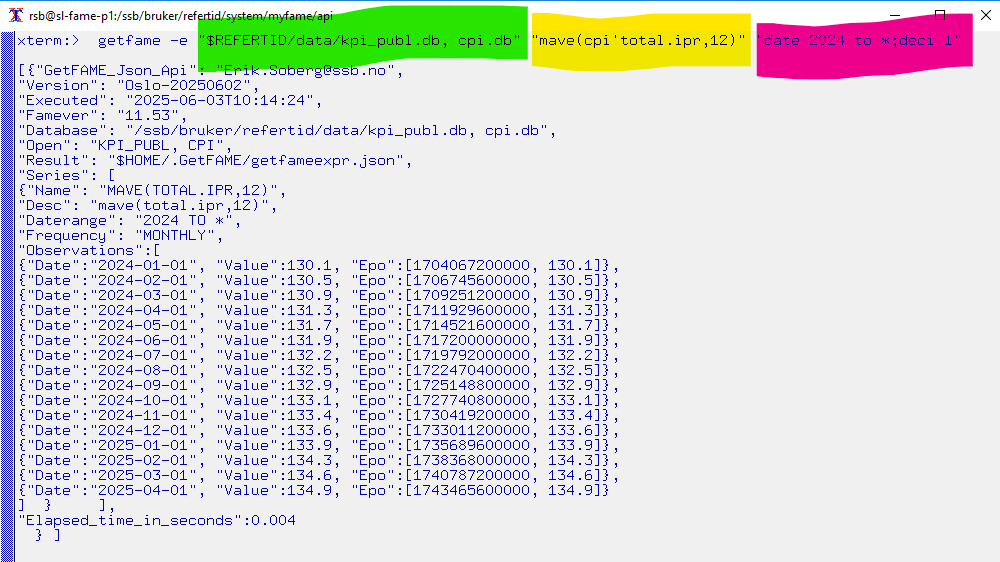 rsb@sl-fame-p1:/ssb/bruker/refertid/system/myfame/api
xterm:>  getfame -e "$REFERTID/data/kpi_publ.db, cpi.db" "mave(cpi'total.ipr,12)" "date 2024 to *;deci 1"
[{"GetFAME_Json_Api": "Erik.Soberg@ssb.no",
"Version": "Oslo-20250602",
"Executed": "2025-06-03T10:14:24",
"Famever": "11.53",
"Database": "/ssb/bruker/refertid/data/kpi_publ.db, cpi.db",
"Open": "KPI_PUBL, CPI",
"Result": "$HOME/.GetFAME/getfameexpr.json",
"Series": [
{"Name": "MAVE(TOTAL.IPR,12)",
"Desc": "mave(total.ipr,12)",
"Daterange": "2024 TO *",
"Frequency": "MONTHLY",
"Observations":[
{"Date":"2024-01-01", "Value":130.1, "Epo":[1704067200000, 130.1]},
{"Date":"2024-02-01", "Value":130.5, "Epo":[1706745600000, 130.5]},
{"Date":"2024-03-01", "Value":130.9, "Epo":[1709251200000, 130.9]},
{"Date":"2024-04-01", "Value":131.3, "Epo":[1711929600000, 131.3]},
{"Date":"2024-05-01", "Value":131.7, "Epo":[1714521600000, 131.7]},
{"Date":"2024-06-01", "Value":131.9, "Epo":[1717200000000, 131.9]},
{"Date":"2024-07-01", "Value":132.2, "Epo":[1719792000000, 132.2]},
{"Date":"2024-08-01", "Value":132.5, "Epo":[1722470400000, 132.5]},
{"Date":"2024-09-01", "Value":132.9, "Epo":[1725148800000, 132.9]},
{"Date":"2024-10-01", "Value":133.1, "Epo":[1727740800000, 133.1]},
{"Date":"2024-11-01", "Value":133.4, "Epo":[1730419200000, 133.4]},
{"Date":"2024-12-01", "Value":133.6, "Epo":[1733011200000, 133.6]},
{"Date":"2025-01-01", "Value":133.9, "Epo":[1735689600000, 133.9]},
{"Date":"2025-02-01", "Value":134.3, "Epo":[1738368000000, 134.3]},
{"Date":"2025-03-01", "Value":134.6, "Epo":[1740787200000, 134.6]},
{"Date":"2025-04-01", "Value":134.9, "Epo":[1743465600000, 134.9]}
]  }     ],
"Elapsed_time_in_seconds":0.004
  } ]